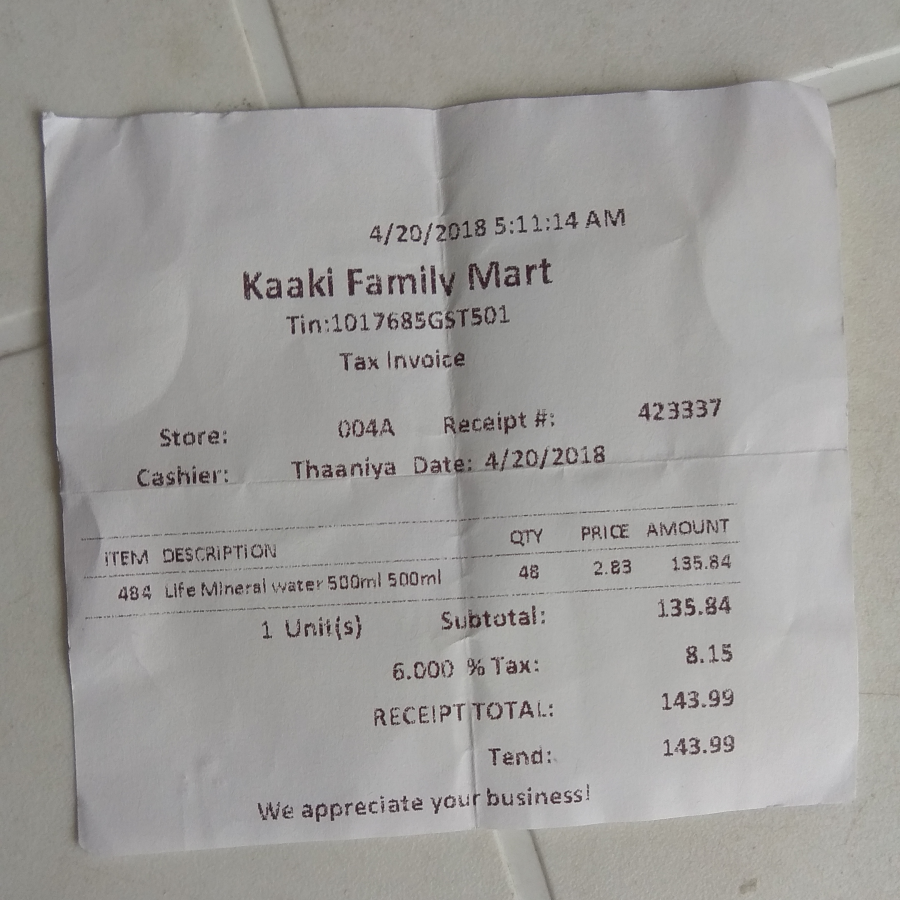 4/20/2018 5:11:14 AM
Kaaki Family Mart
Tin:1017685GST501
Tax Invoice
Store: 004A Receipt #: 423337
Cashier: Thaaniya Date: 4/20/2018
ITEM DESCRIPTION QTY PRICE AMOUNT
484 Life Mineral water 500ml 500ml 48 2.83 135.84
1 Unit(s) Subtotal: 135.84
6.000 % Tax: 8.15
RECEIPT TOTAL: 143.99
Tend: 143.99
We appreciate your business!